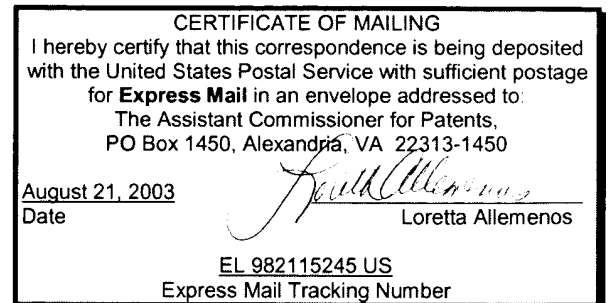 CERTIFICATE OF MAILING
I hereby certify that this correspondence is being deposited
with the United States Postal Service with sufficient postage
for Express Mail in an envelope addressed to:
The Assistant Commissioner for Patents,
PO Box 1450, Alexandria, VA 22313-1450
August 21, 2003 Loretta Allemenos
Date Loretta Allemenos
EL 982115245 US
Express Mail Tracking Number